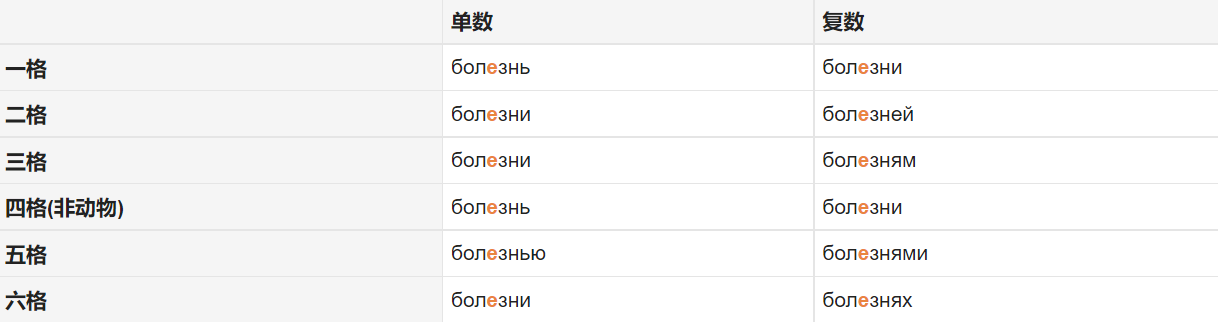 单数 复数
一格 болезнь болезни
二格 болезни болезней
三格 болезни болезням
四格(非动物) болезнь болезни
五格 болезнью болезнями
六格 болезни болезнях